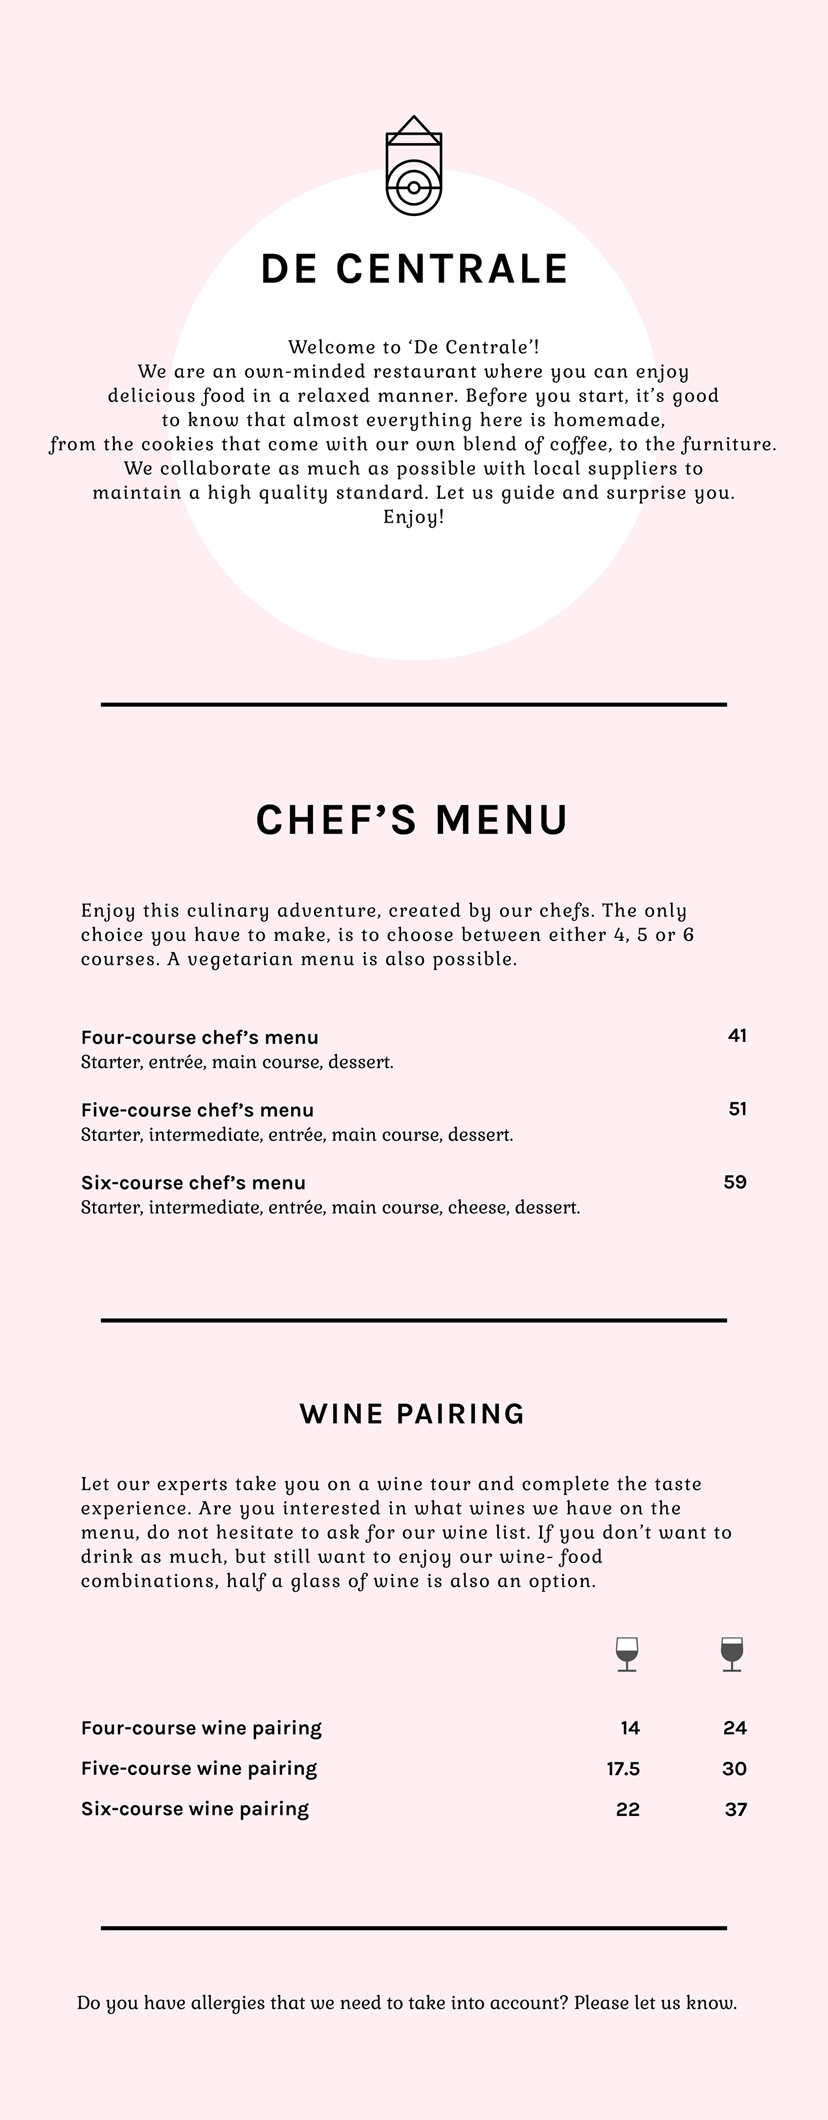 DE CENTRALE
Welcome to ‘De Centrale’!
We are an own-minded restaurant where you can enjoy
delicious food in a relaxed manner. Before you start, it’s good
to know that almost everything here is homemade,
from the cookies that come with our own blend of coffee, to the furniture.
We collaborate as much as possible with local suppliers to
maintain a high quality standard. Let us guide and surprise you.
Enjoy!
CHEF’S MENU
Enjoy this culinary adventure, created by our chefs. The only
choice you have to make, is to choose between either 4, 5 or 6
courses. A vegetarian menu is also possible.
Four-course chef’s menu 41
Starter, entrée, main course, dessert.
Five-course chef’s menu 51
Starter, intermediate, entrée, main course, dessert.
Six-course chef’s menu 59
Starter, intermediate, entrée, main course, cheese, dessert.
WINE PAIRING
Let our experts take you on a wine tour and complete the taste
experience. Are you interested in what wines we have on the
menu, do not hesitate to ask for our wine list. If you don’t want to
drink as much, but still want to enjoy our wine- food
combinations, half a glass of wine is also an option.
Four-course wine pairing 14 24
Five-course wine pairing 17.5 30
Six-course wine pairing 22 37
Do you have allergies that we need to take into account? Please let us know.